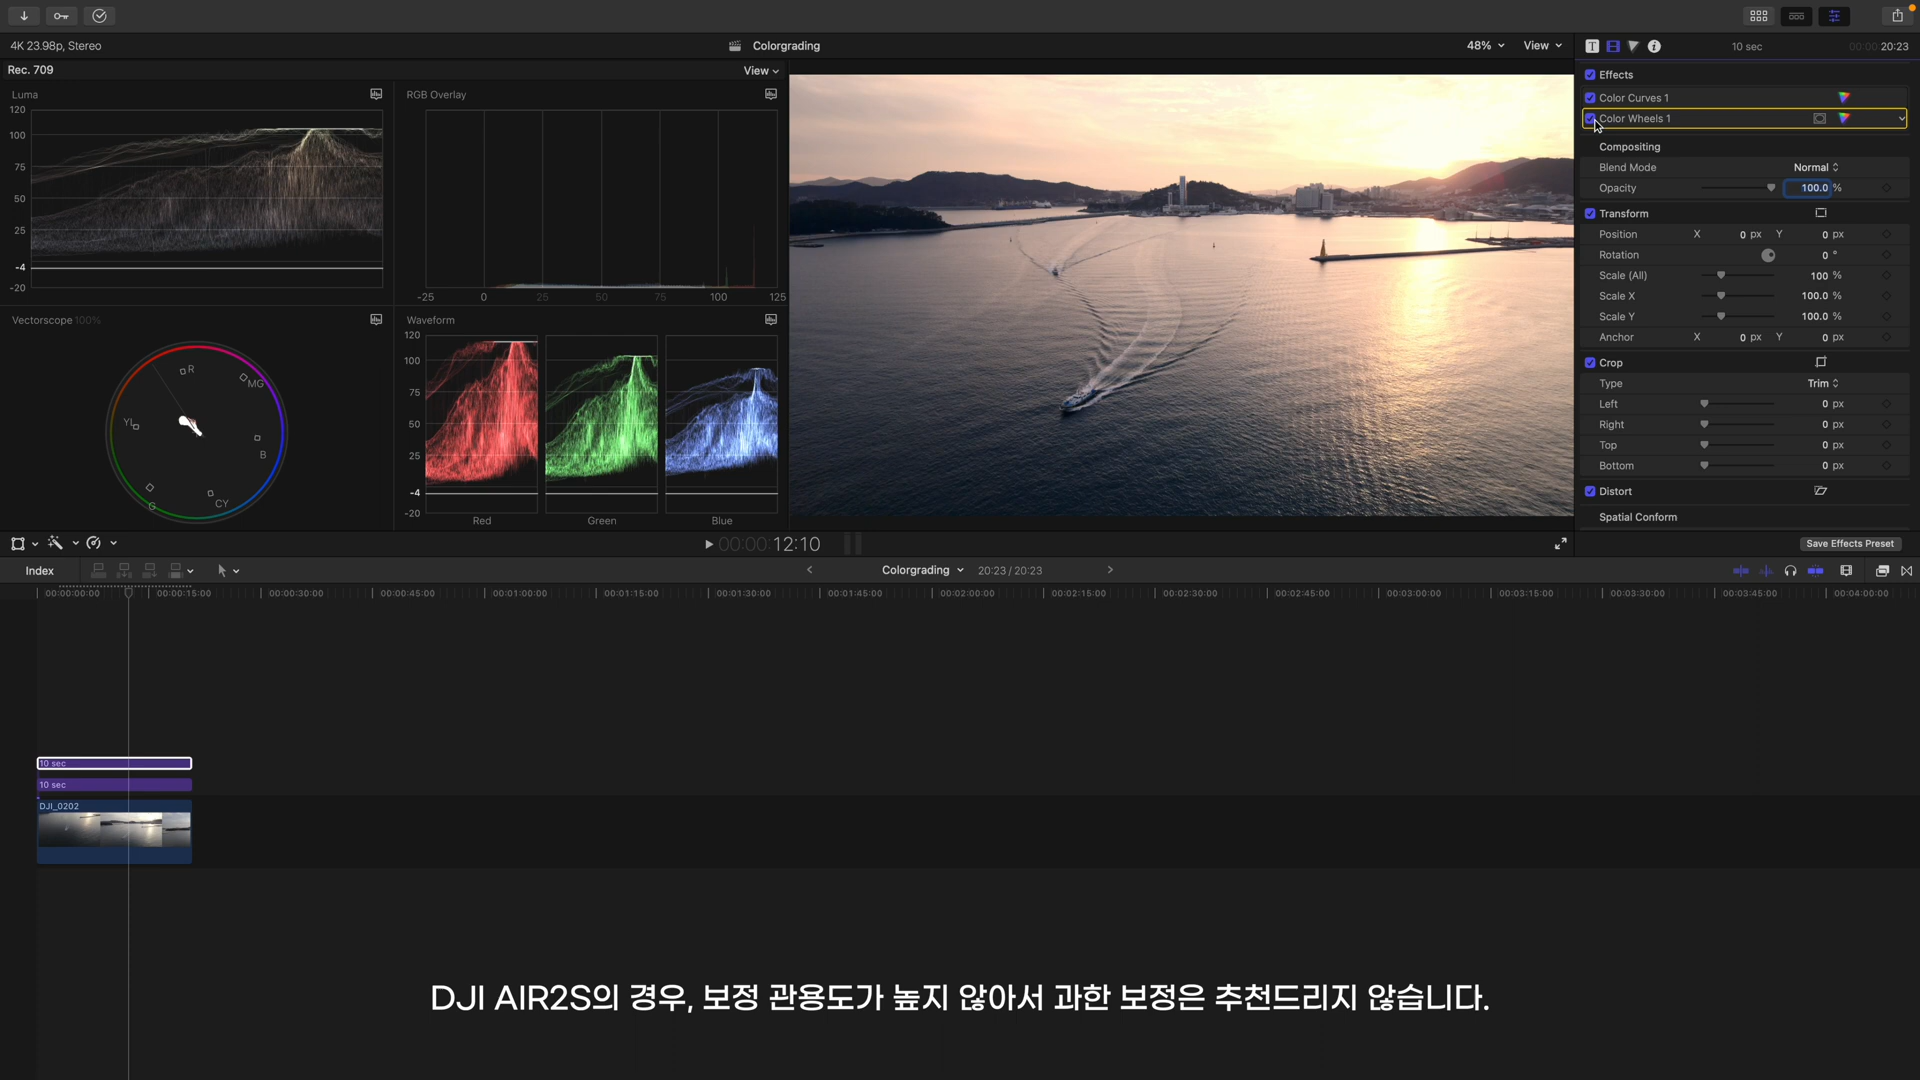 4K 23.98p, Stereo
Colorgrading
48%
View
10 sec
00:00:20:23
Rec. 709
View
Luma
120
100
75
50
25
-4
-20
RGB Overlay
-25
0
25
50
75
100
125
Vectorscope 100%
R
MG
B
CY
G
YL
Waveform
120
100
75
50
25
-4
-20
Red
Green
Blue
Effects
Color Curves 1
Color Wheels 1
Compositing
Blend Mode
Normal
Opacity
100.0 %
Transform
Position X 0 px Y 0 px
Rotation 0 °
Scale (All) 100 %
Scale X 100.0 %
Scale Y 100.0 %
Anchor X 0 px Y 0 px
Crop
Type Trim
Left 0 px
Right 0 px
Top 0 px
Bottom 0 px
Distort
Spatial Conform
Save Effects Preset
00:00:12:10
Index
Colorgrading
20:23 / 20:23
00:00:00:00
00:00:15:00
00:00:30:00
00:00:45:00
00:01:00:00
00:01:15:00
00:01:30:00
00:01:45:00
00:02:00:00
00:02:15:00
00:02:30:00
00:02:45:00
00:03:00:00
00:03:15:00
00:03:30:00
00:03:45:00
00:04:00:00
10 sec
10 sec
DJI_0202
DJI AIR2S의 경우, 보정 관용도가 높지 않아서 과한 보정은 추천드리지 않습니다.